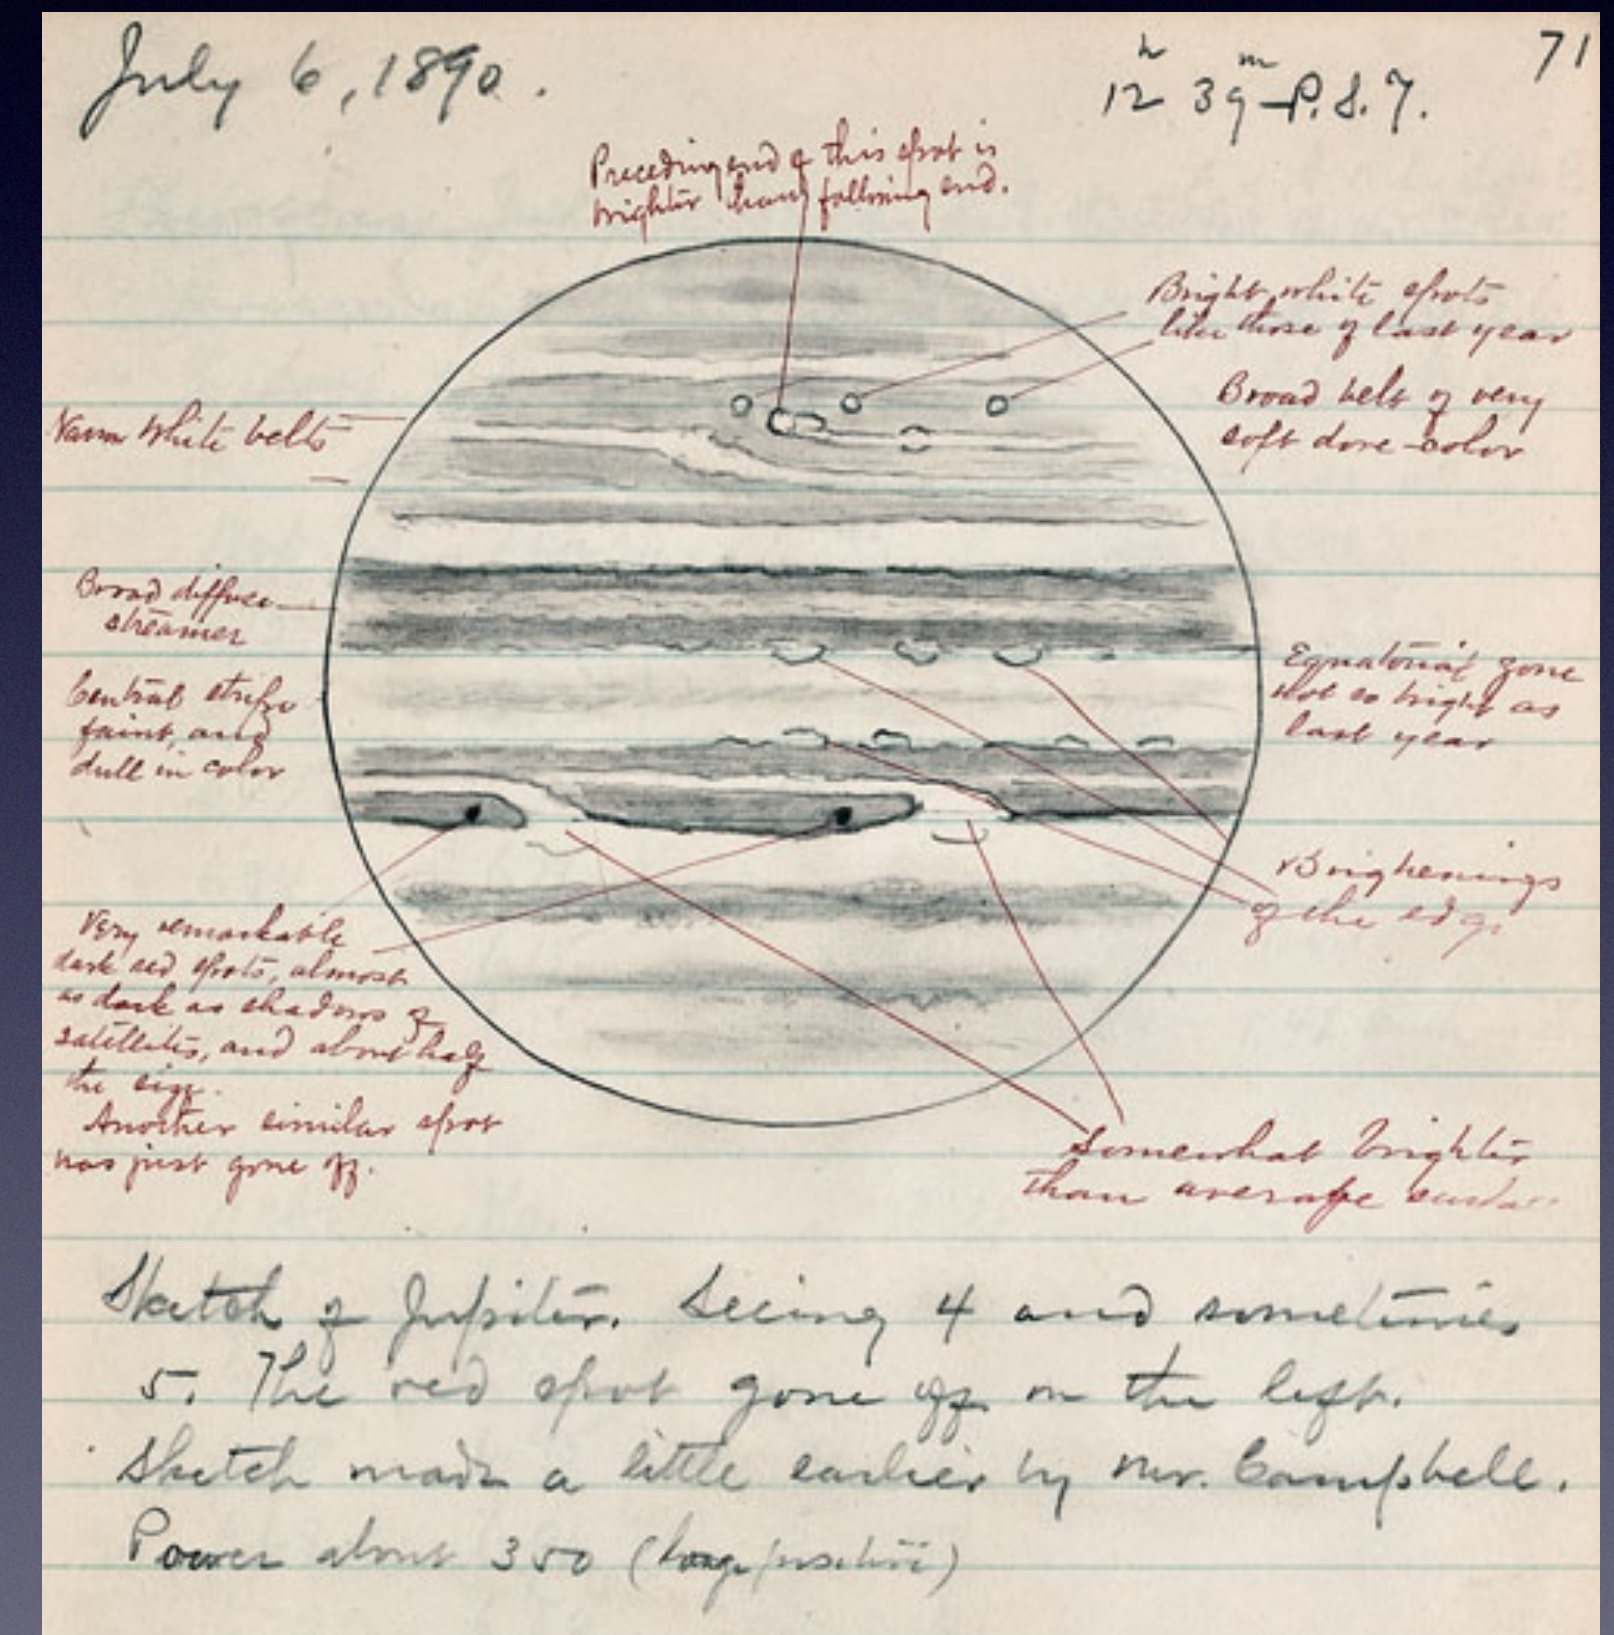 July 6, 1890.
12h 39m P.S.T.
71
Preceding end of this spot is
brighter than following end.
Bright white spots
like those of last year
Broad belt of very
soft dove-color
Narrow white belts
Broad diffuse
streamer
Central stripe
faint, and
dull in color
Equatorial zone
not so bright as
last year
Brightenings
of the edge
Very remarkable
dark red spots, almost
as dark as shadows of
satellites, and about half
the size.
Another similar spot
has just gone off.
Somewhat brighter
than average
Sketch of Jupiter. Seeing 4 and sometimes
5. The red spot gone off on the left.
Sketch made a little earlier by Mr. Campbell.
Power about 350 (large positive)